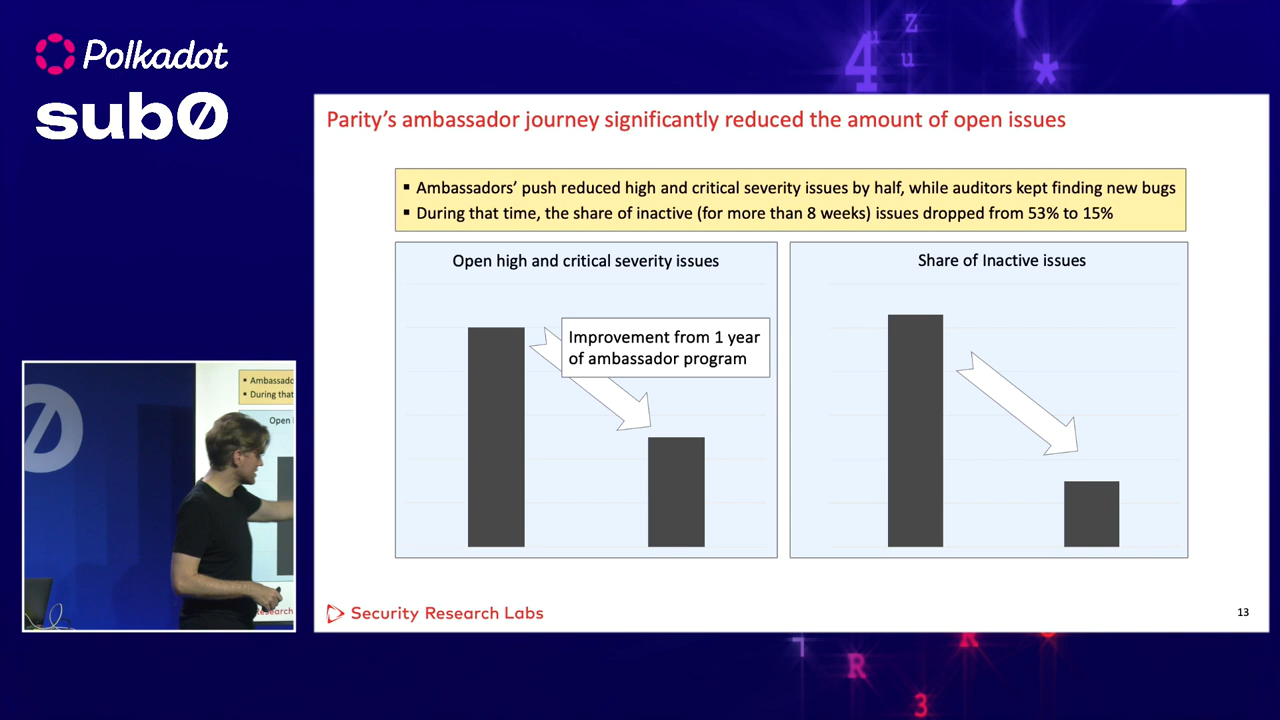 Polkadot
sub0
Parity's ambassador journey significantly reduced the amount of open issues
▪ Ambassadors' push reduced high and critical severity issues by half, while auditors kept finding new bugs
▪ During that time, the share of inactive (for more than 8 weeks) issues dropped from 53% to 15%
Open high and critical severity issues
Share of Inactive issues
Improvement from 1 year
of ambassador program
Security Research Labs
13
4
Z
u
*
R
R
3